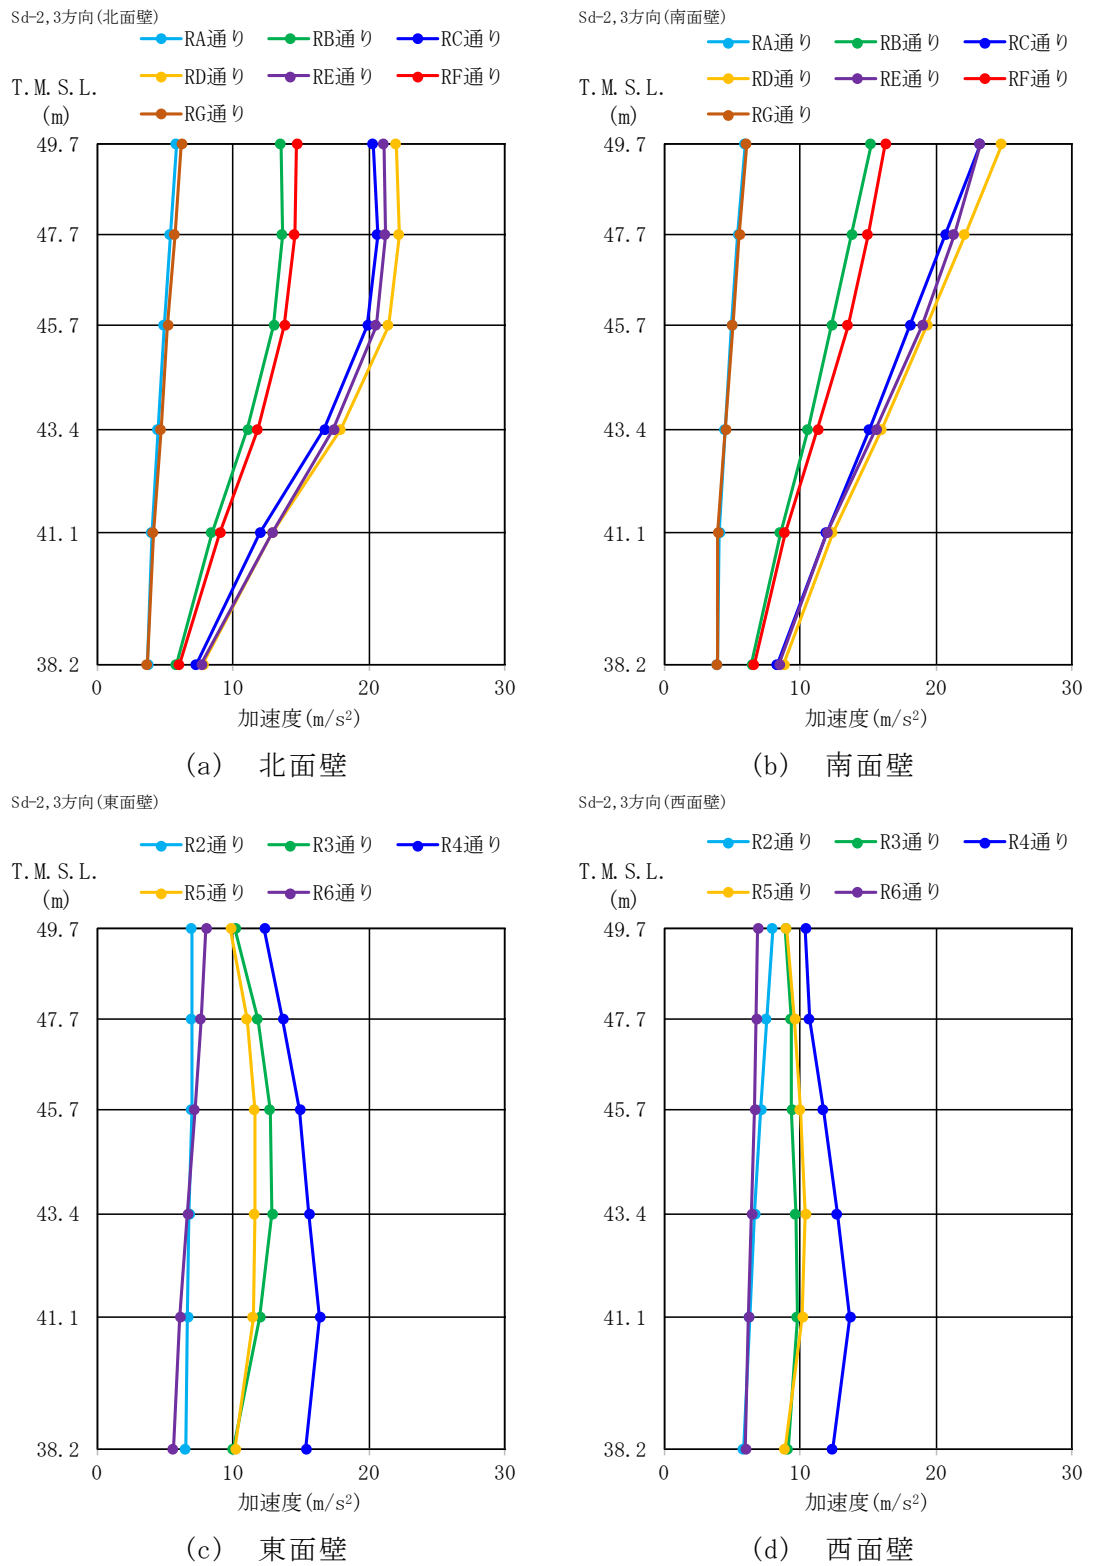 Sd-2,3方向(北面壁)
RA通り RB通り RC通り
RD通り RE通り RF通り
RG通り
T.M.S.L.
(m)
49.7
47.7
45.7
43.4
41.1
38.2
0 10 20 30
加速度(m/s²)
(a) 北面壁
Sd-2,3方向(南面壁)
RA通り RB通り RC通り
RD通り RE通り RF通り
RG通り
T.M.S.L.
(m)
49.7
47.7
45.7
43.4
41.1
38.2
0 10 20 30
加速度(m/s²)
(b) 南面壁
Sd-2,3方向(東面壁)
R2通り R3通り R4通り
R5通り R6通り
T.M.S.L.
(m)
49.7
47.7
45.7
43.4
41.1
38.2
0 10 20 30
加速度(m/s²)
(c) 東面壁
Sd-2,3方向(西面壁)
R2通り R3通り R4通り
R5通り R6通り
T.M.S.L.
(m)
49.7
47.7
45.7
43.4
41.1
38.2
0 10 20 30
加速度(m/s²)
(d) 西面壁